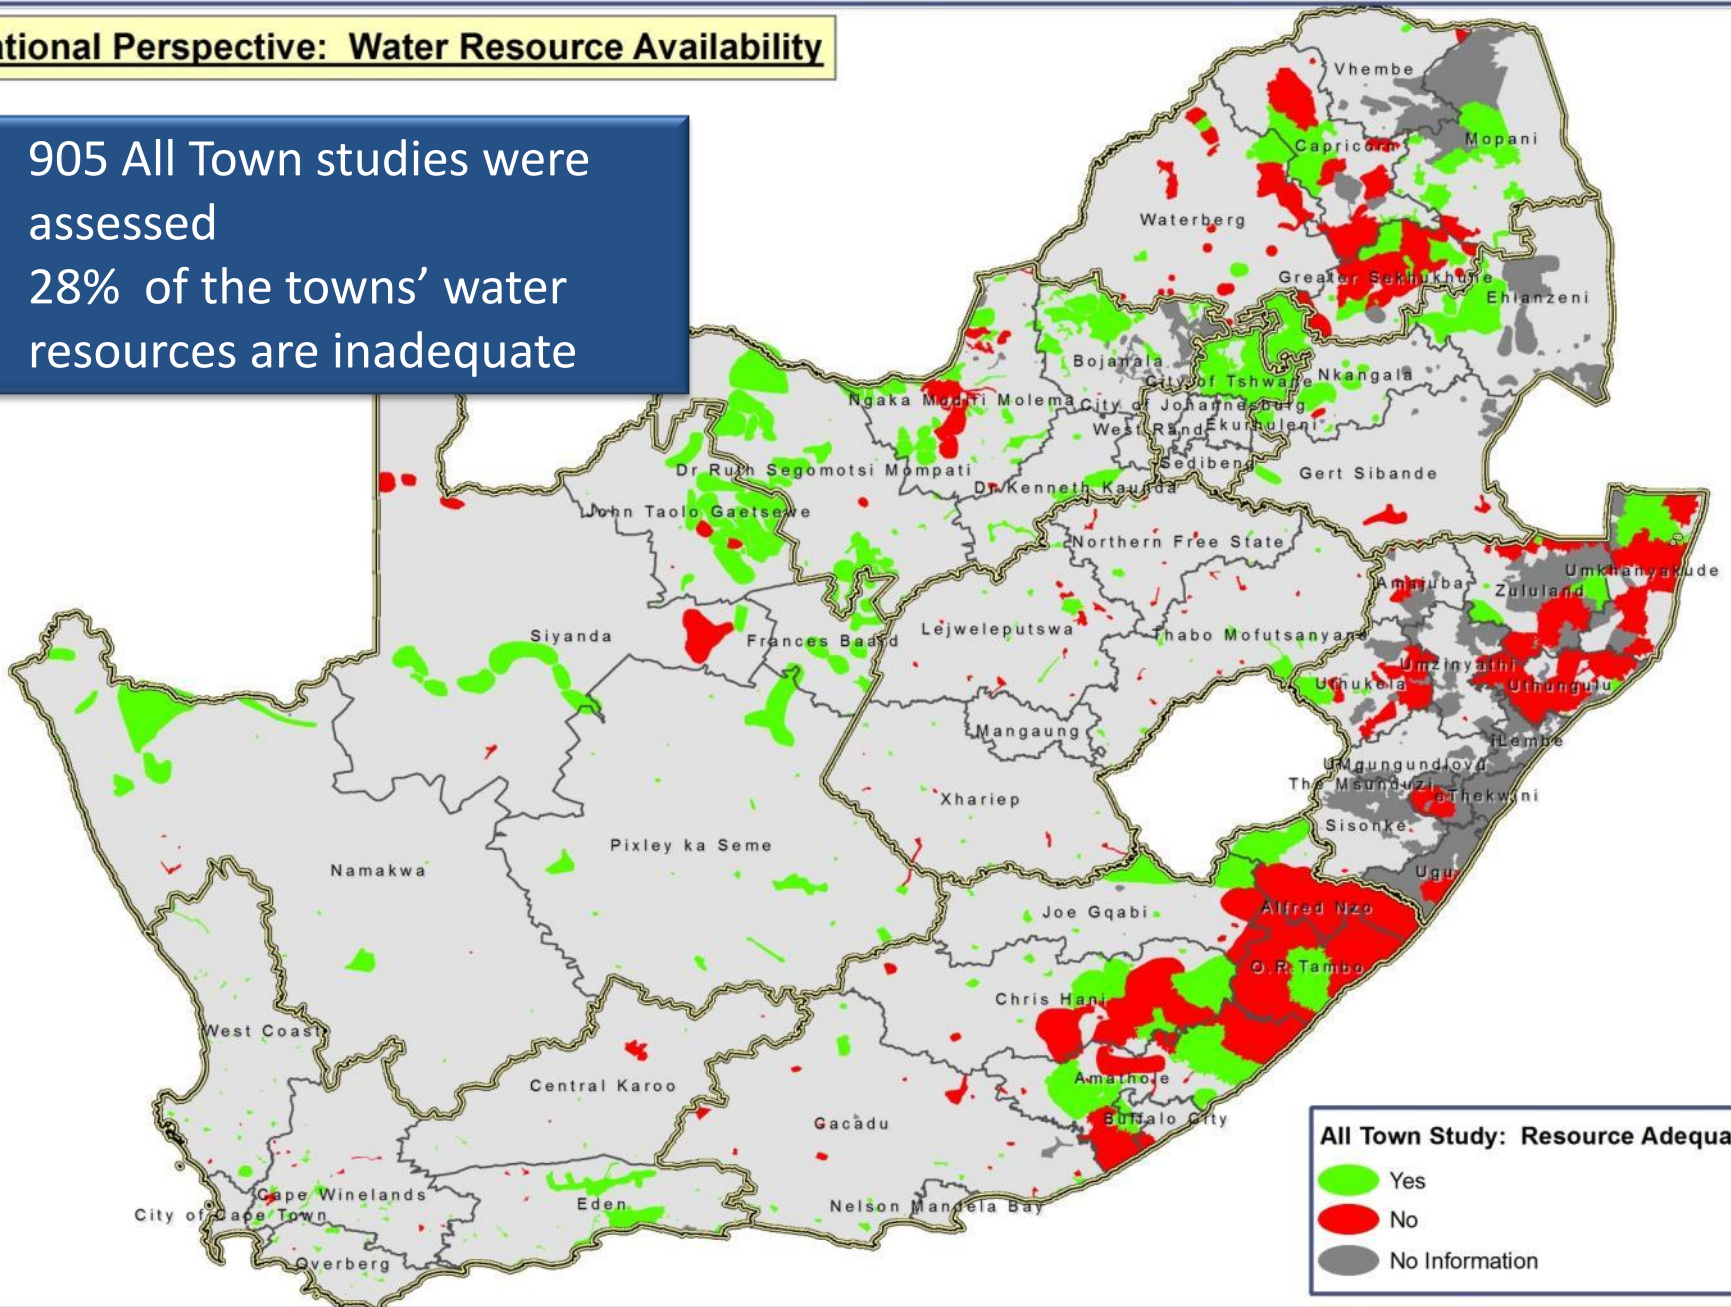 ational Perspective: Water Resource Availability
905 All Town studies were
assessed
28% of the towns’ water
resources are inadequate
Vhembe
Mopani
Capricorn
Waterberg
Greater Sekhukhune
Ehlanzeni
Bojanala
City of Tshwane
Nkangala
Ngaka Modiri Molema
City of Johannesburg
West Rand
Ekurhuleni
Sedibeng
Gert Sibande
Dr Ruth Segomotsi Mompati
Dr Kenneth Kaunda
John Taolo Gaetsewe
Northern Free State
Umkhanyakude
Amajuba
Zululand
Siyanda
Frances Baard
Lejweleputswa
Thabo Mofutsanyane
Umzinyathi
Uthukela
Uthungulu
Mangaung
iLembe
UMgungundlovu
The Msunduzi
eThekwini
Xhariep
Sisonke
Pixley ka Seme
Namakwa
Ugu
Alfred Nzo
Joe Gqabi
O.R.Tambo
Chris Hani
West Coast
Central Karoo
Amathole
Cacadu
Buffalo City
Cape Winelands
City of Cape Town
Eden
Nelson Mandela Bay
Overberg
All Town Study: Resource Adequa
Yes
No
No Information